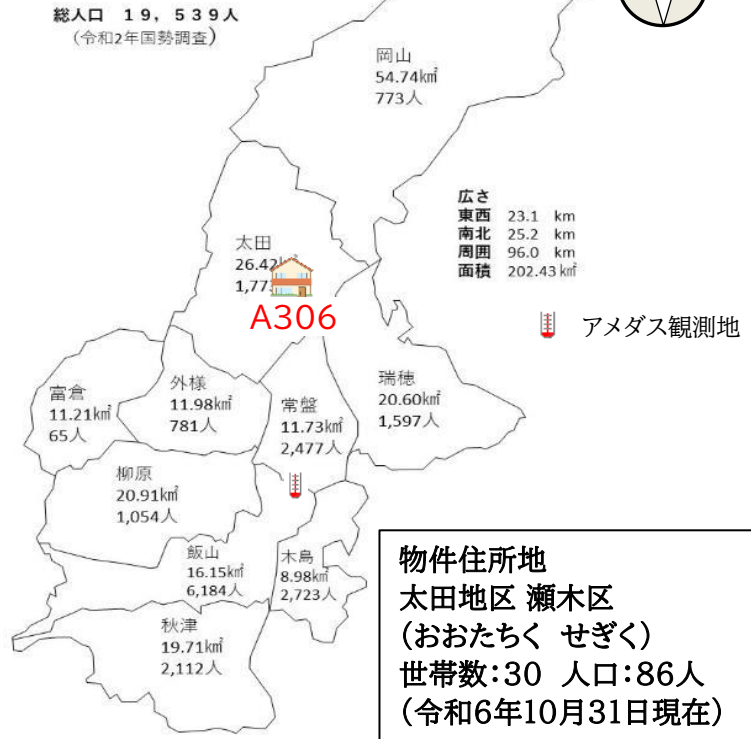 総人口 19，539人
(令和2年国勢調査)
岡山
54.74㎢
773人
広さ
東西 23.1 km
南北 25.2 km
周囲 96.0 km
面積 202.43㎢
太田
26.42
1,77
A306
アメダス観測地
富倉
11.21㎢
65人
外様
11.98㎢
781人
常盤
11.73㎢
2,477人
瑞穂
20.60㎢
1,597人
柳原
20.91㎢
1,054人
飯山
16.15㎢
6,184人
木島
8.98㎢
2,723人
秋津
19.71㎢
2,112人
物件住所地
太田地区 瀬木区
(おおたちく せぎく)
世帯数:30 人口:86人
(令和6年10月31日現在)